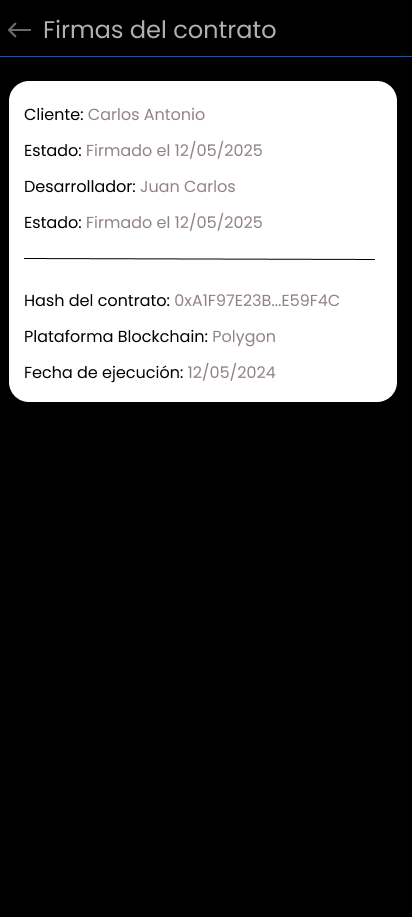 Firmas del contrato
Cliente: Carlos Antonio
Estado: Firmado el 12/05/2025
Desarrollador: Juan Carlos
Estado: Firmado el 12/05/2025
Hash del contrato: 0xA1F97E23B...E59F4C
Plataforma Blockchain: Polygon
Fecha de ejecución: 12/05/2024